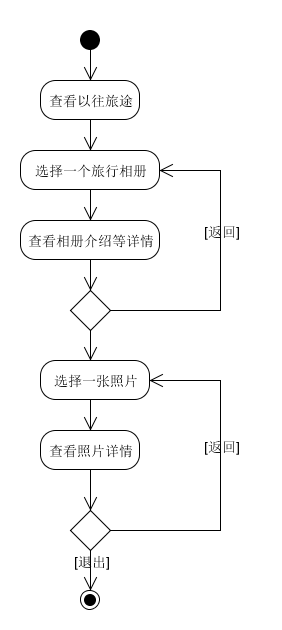 查看以往旅途
选择一个旅行相册
[返回]
查看相册介绍等详情
选择一张照片
[返回]
查看照片详情
[退出]